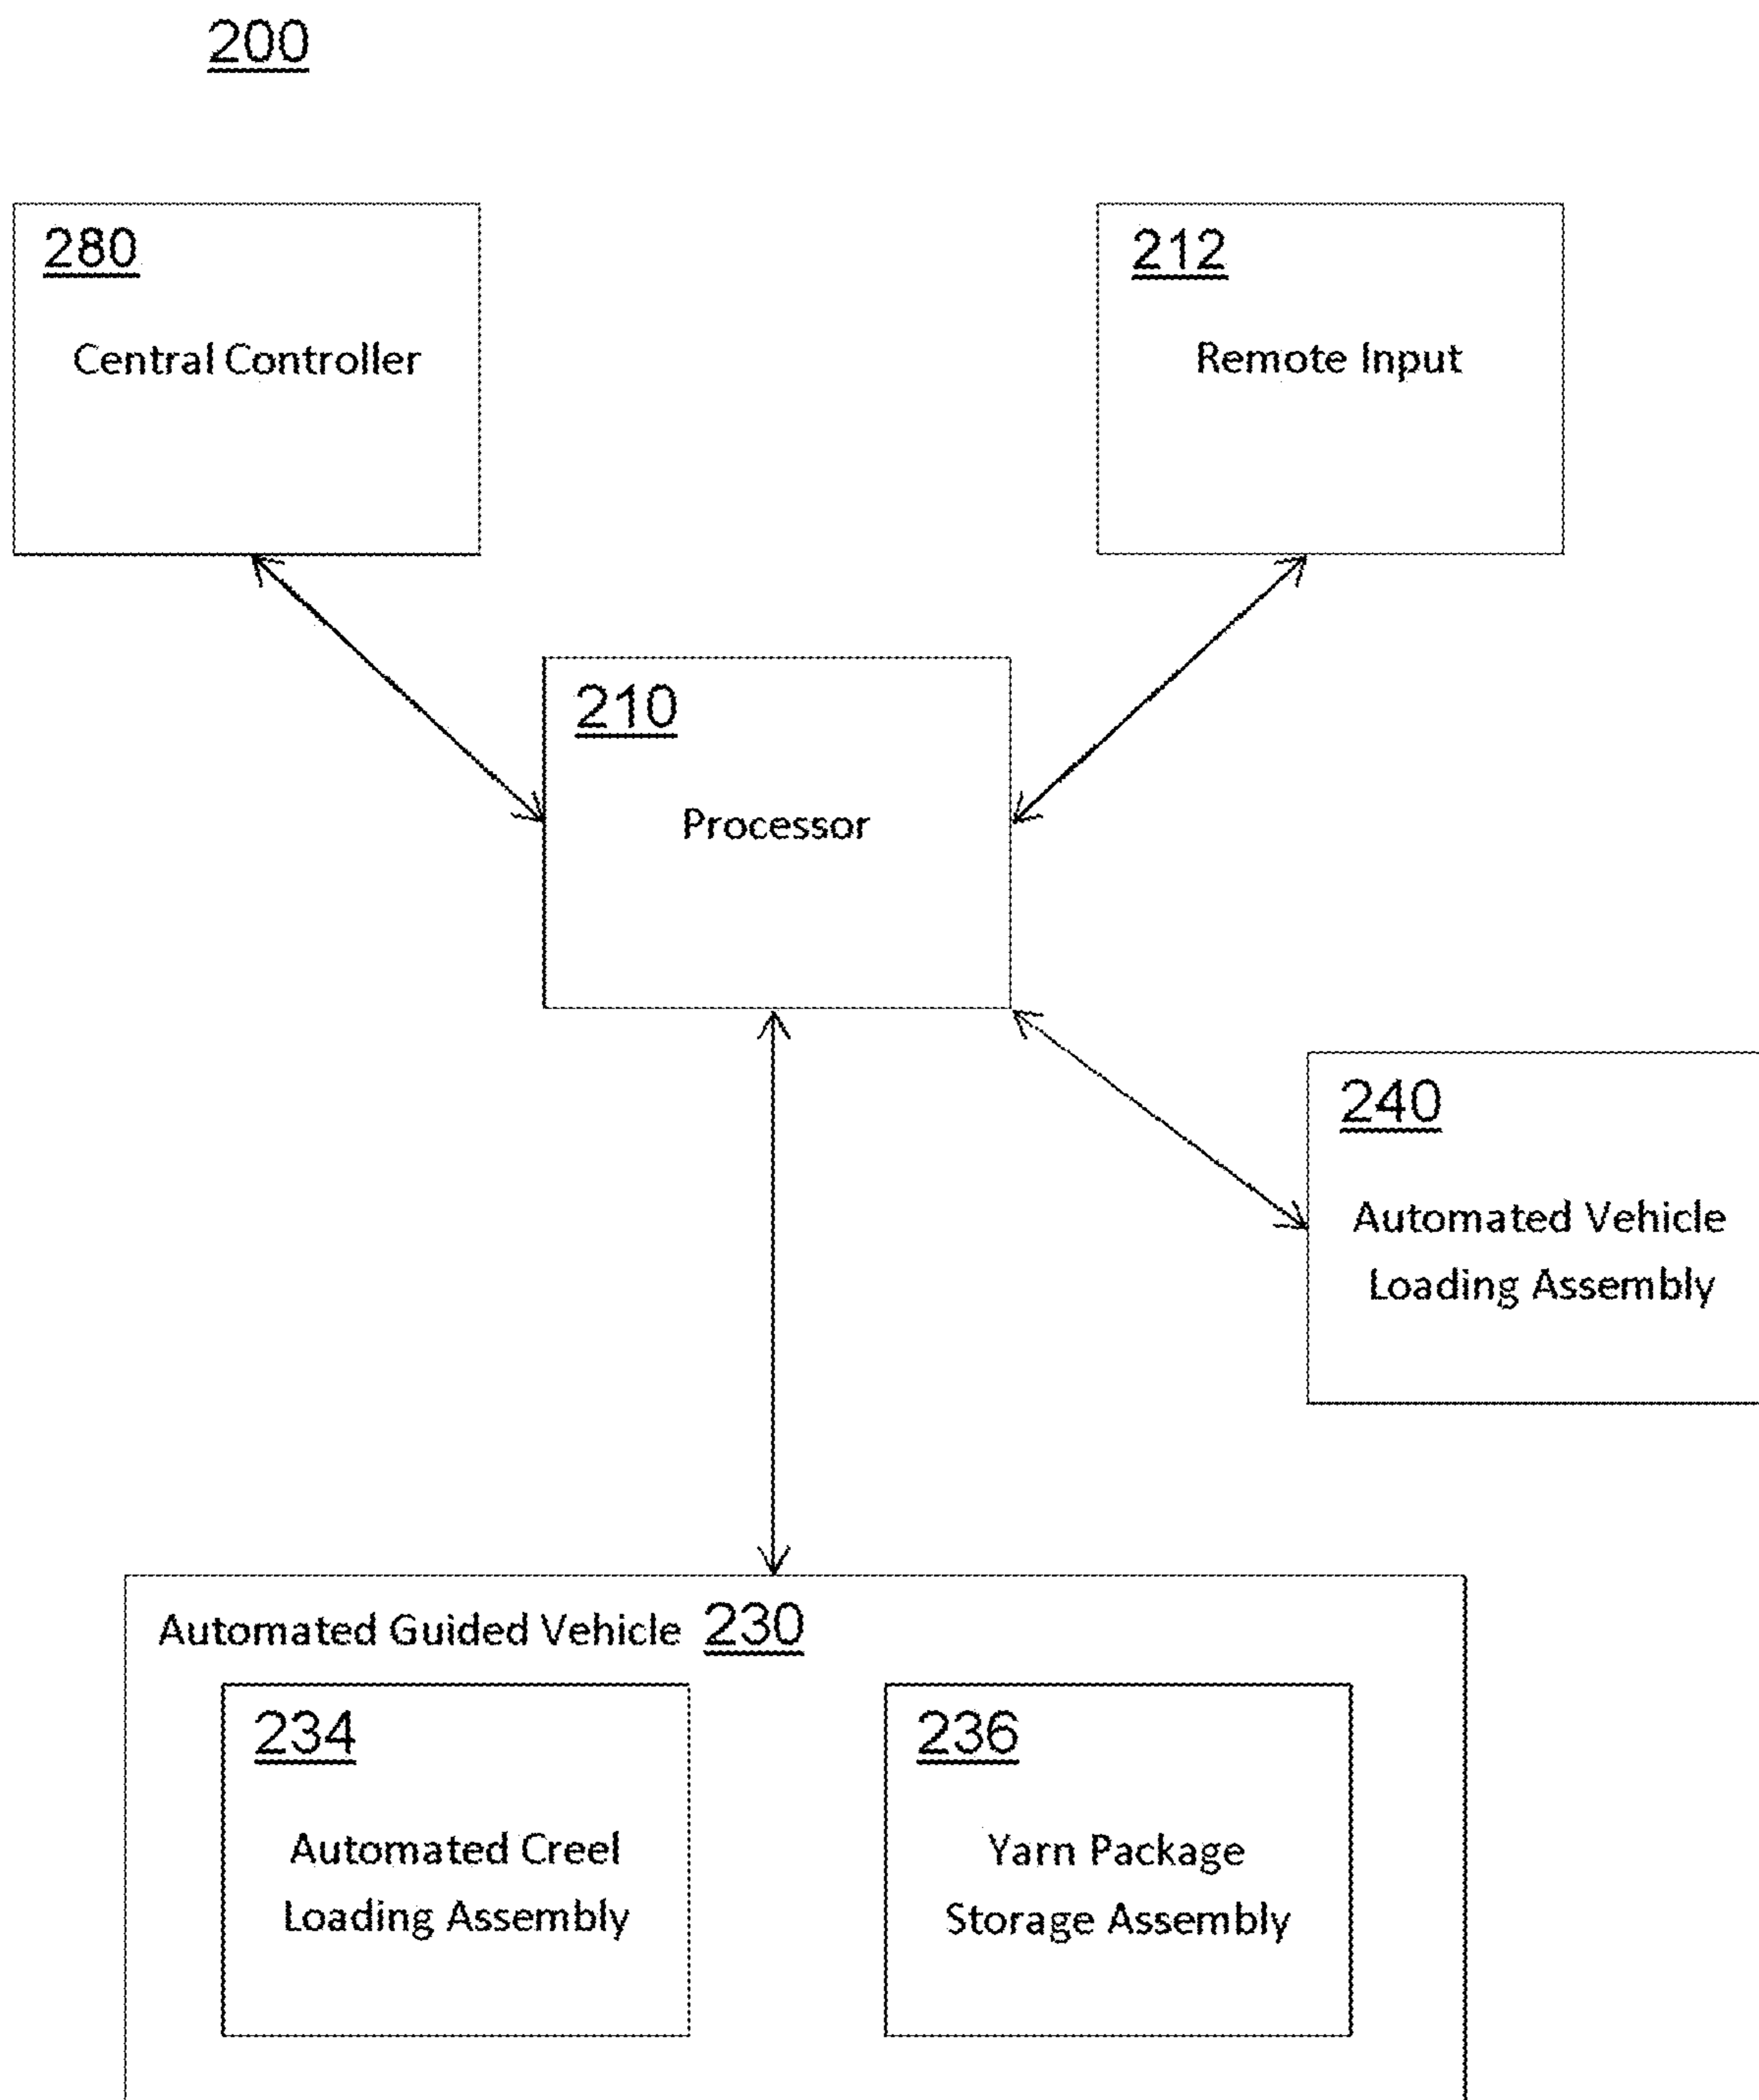 200
280
Central Controller
212
Remote Input
210
Processor
240
Automated Vehicle
Loading Assembly
Automated Guided Vehicle 230
234
Automated Creel
Loading Assembly
236
Yarn Package
Storage Assembly